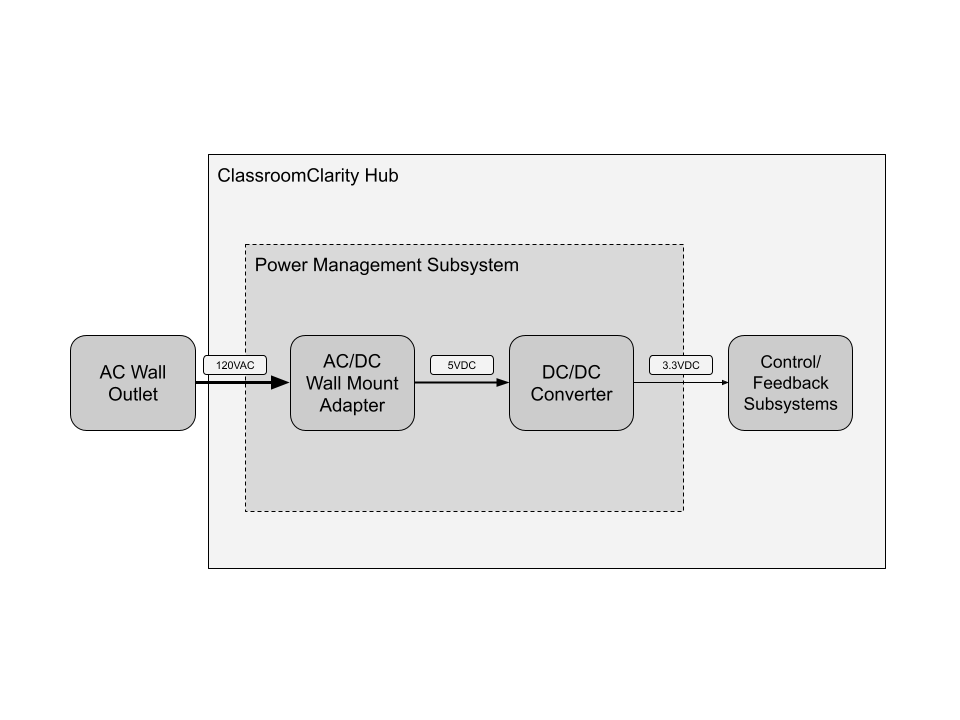 ClassroomClarity Hub
Power Management Subsystem
AC Wall
Outlet
120VAC
AC/DC
Wall Mount
Adapter
5VDC
DC/DC
Converter
3.3VDC
Control/
Feedback
Subsystems